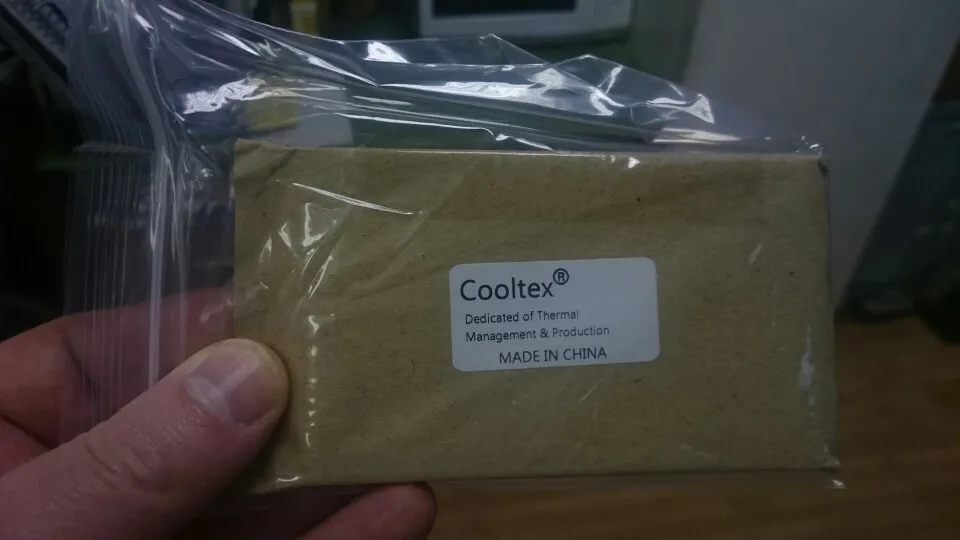 Cooltex®
Dedicated of Thermal
Management & Production
MADE IN CHINA